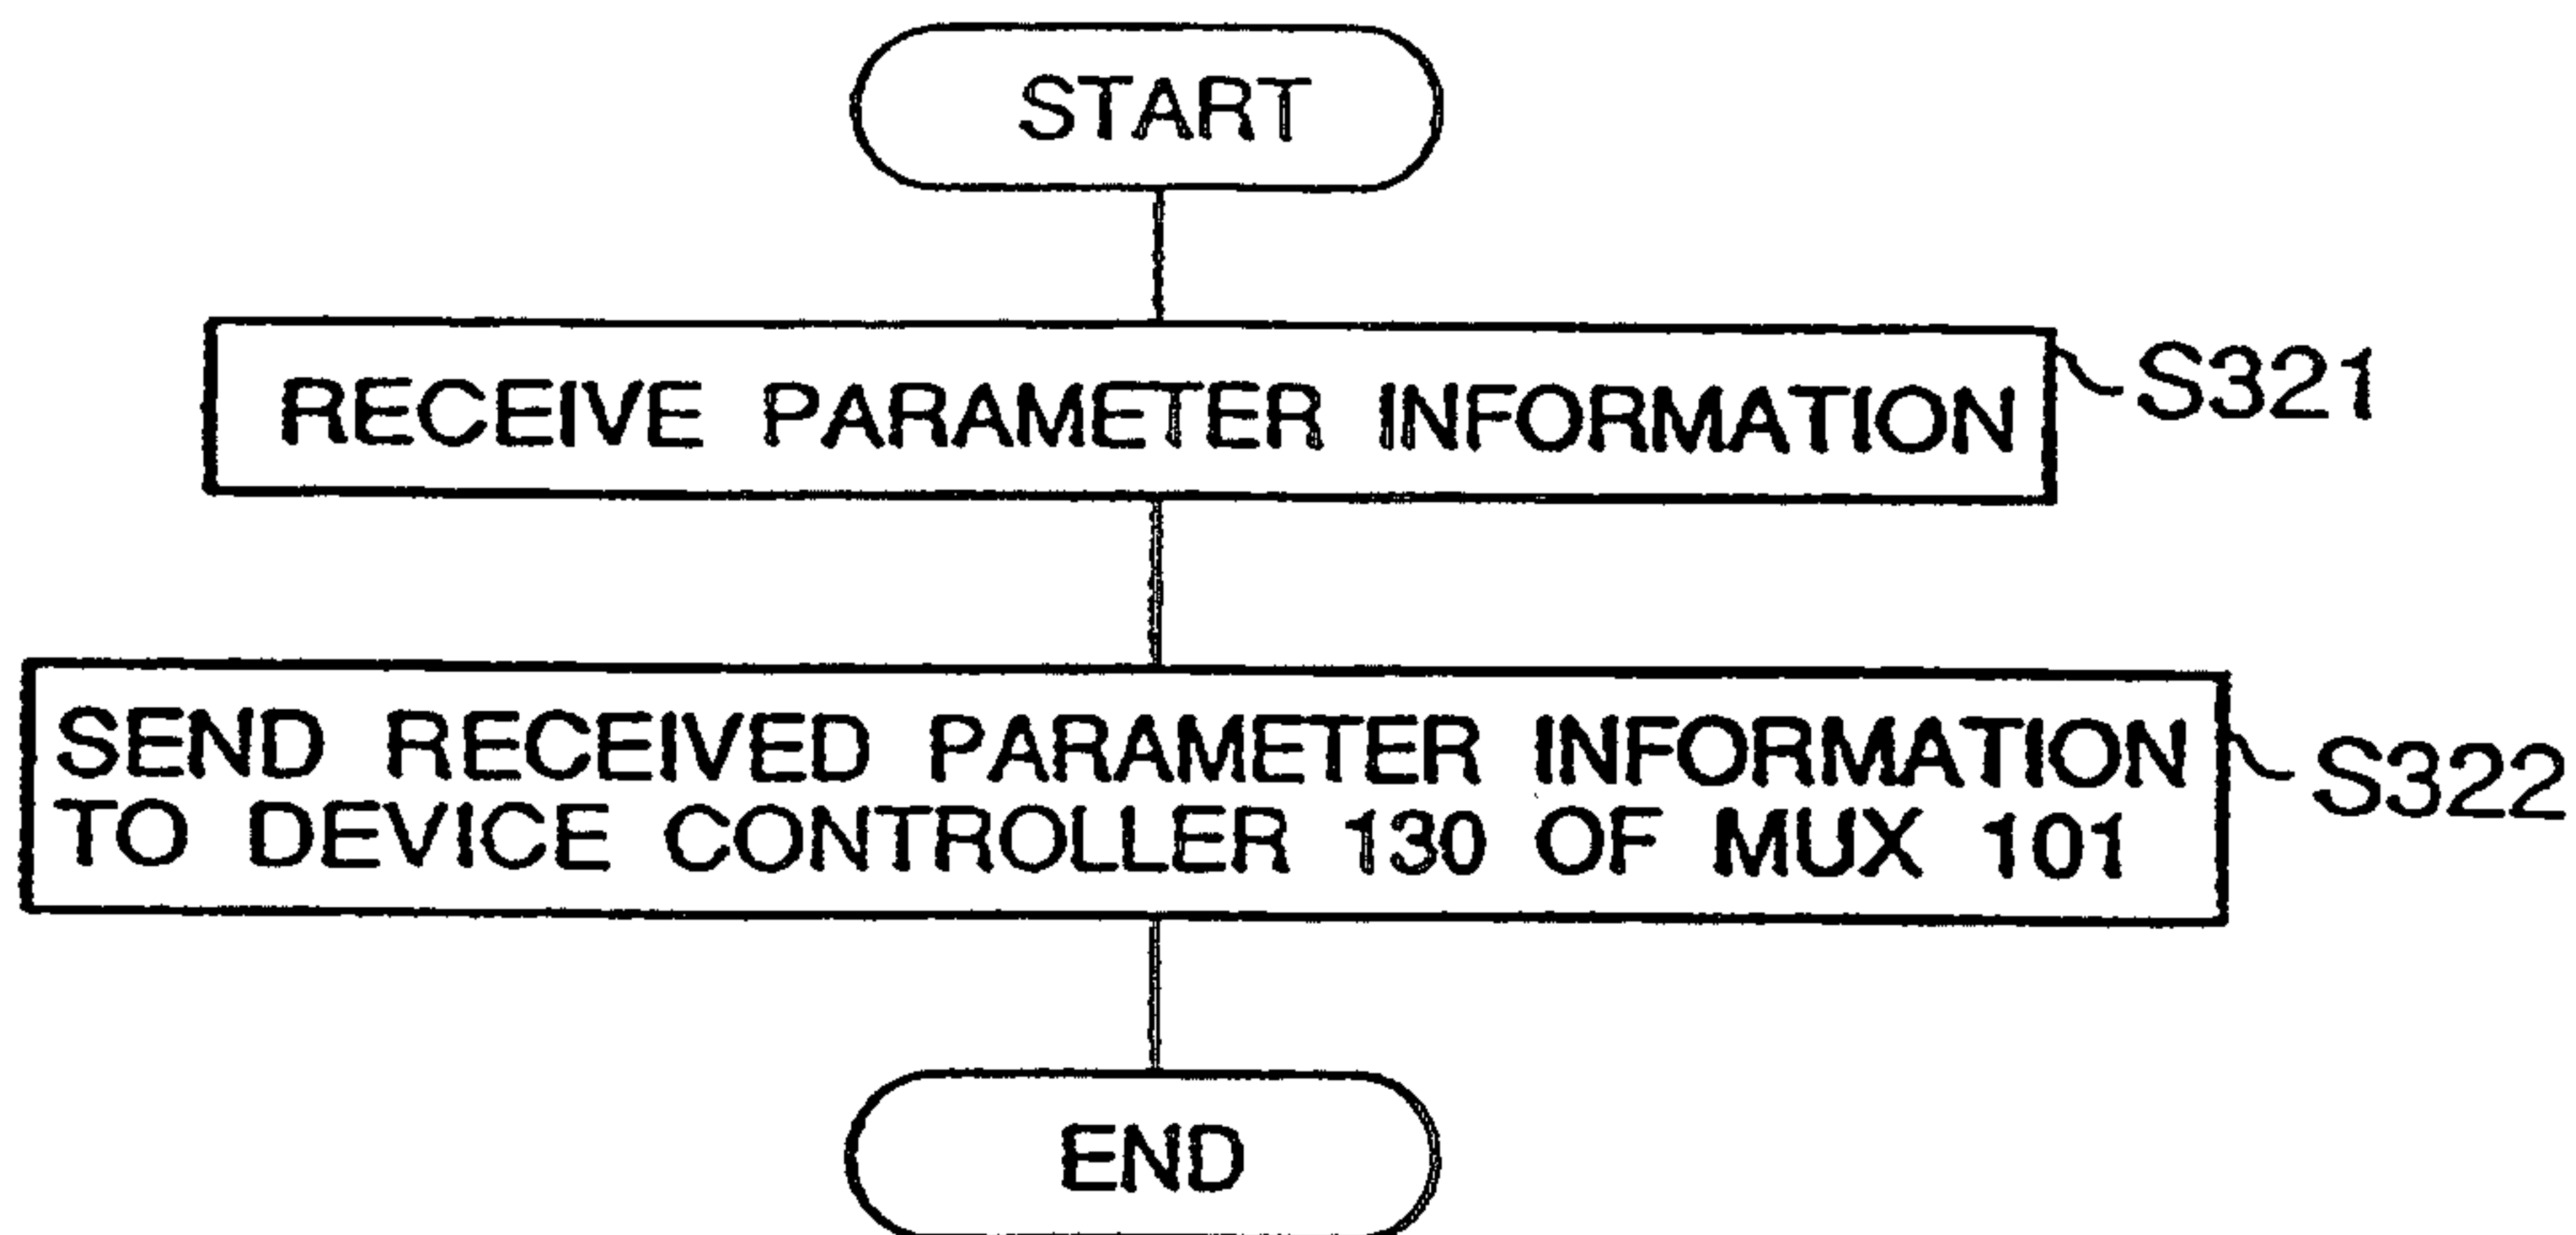 START
RECEIVE PARAMETER INFORMATION
S321
SEND RECEIVED PARAMETER INFORMATION
TO DEVICE CONTROLLER 130 OF MUX 101
S322
END